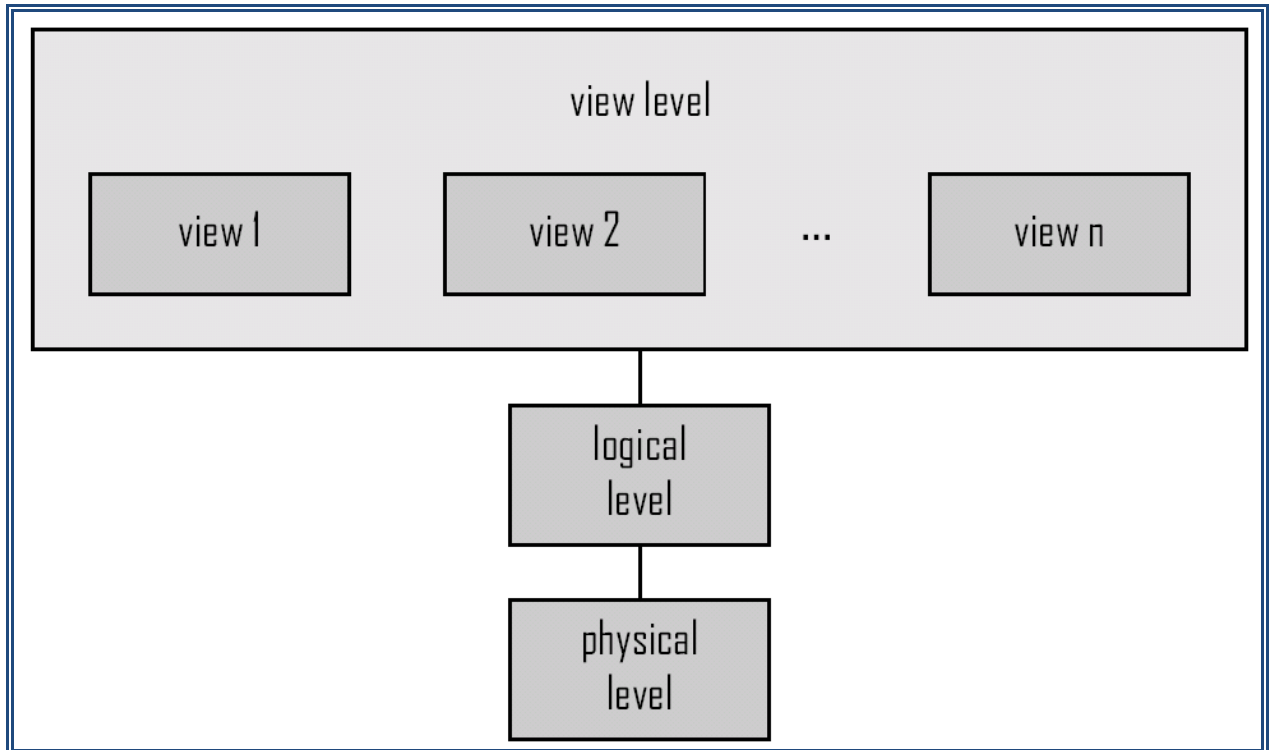 view level
view 1
view 2
...
view n
logical
level
physical
level